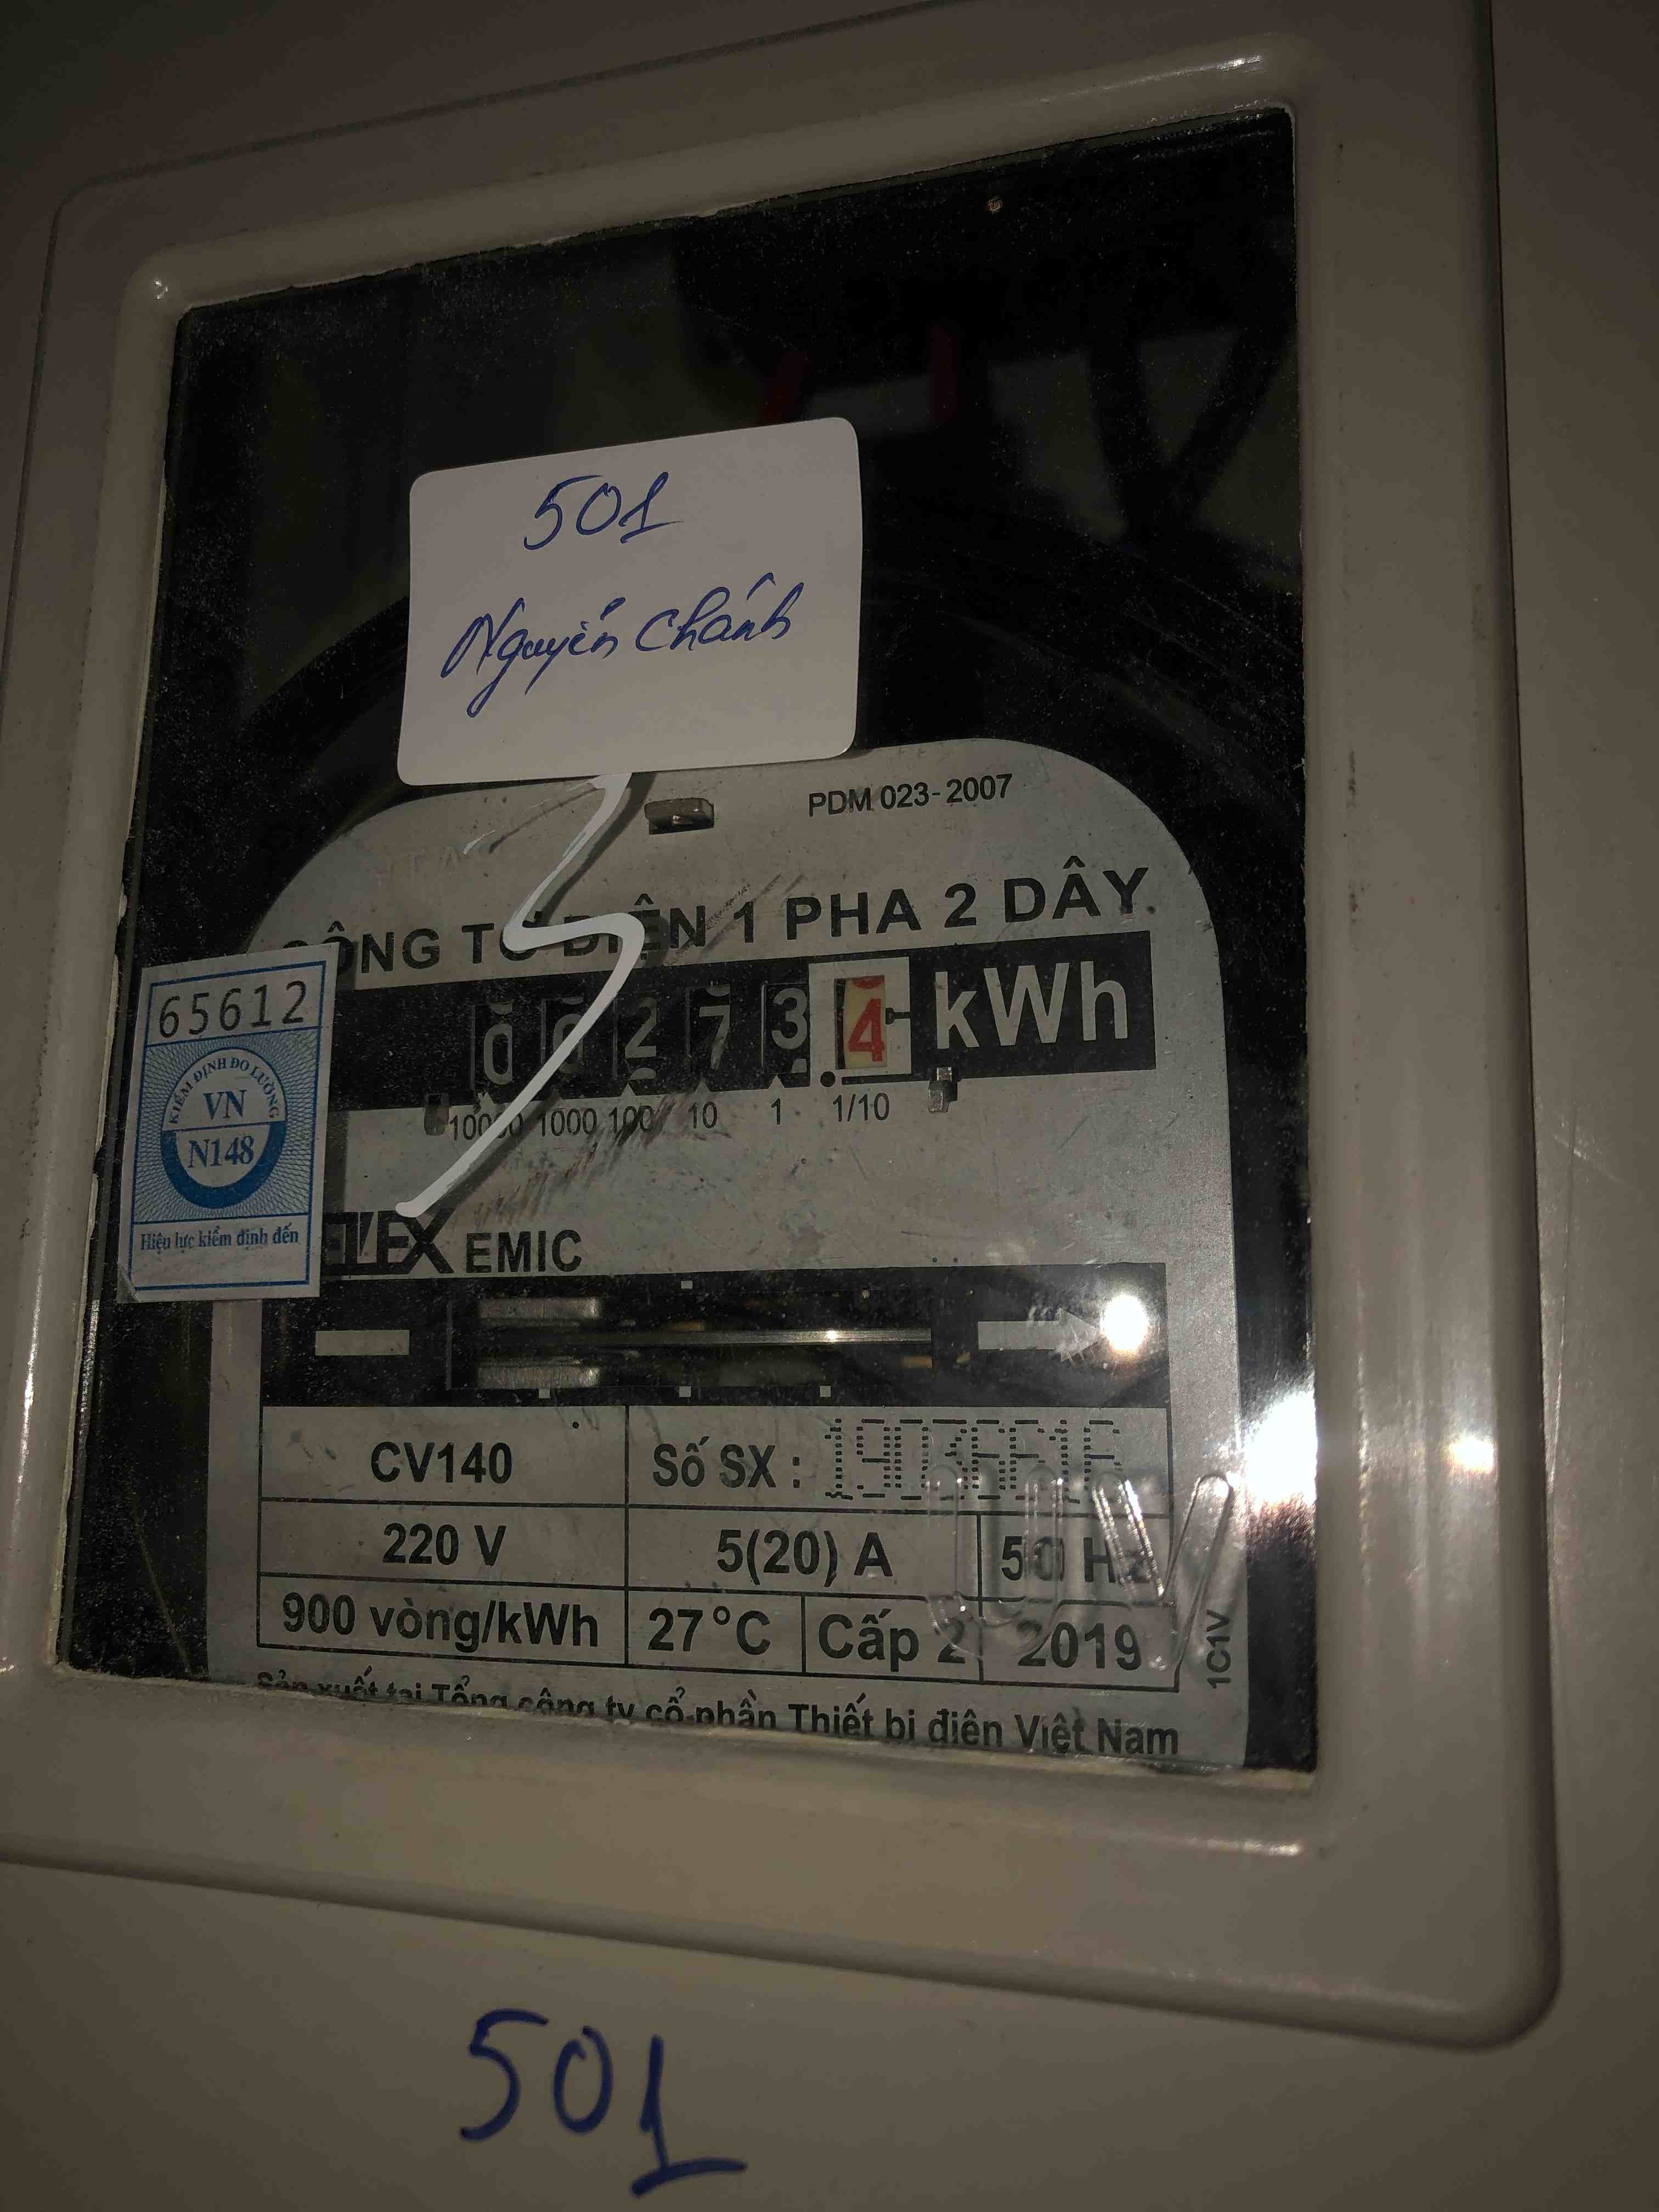 501
Nguyễn Chánh
PDM 023-2007
CÔNG TƠ ĐIỆN 1 PHA 2 DÂY
65612
KIỂM ĐỊNH ĐO LƯỜNG
VN
N148
Hiệu lực kiểm định đến
0 0 2 7 3 4 kWh
10000 1000 100 10 1 1/10
EMIC
CV140 Số SX :
220 V 5(20) A 50 Hz
900 vòng/kWh 27°C Cấp 2 2019
1C1V
Sản xuất tại Tổng công ty cổ phần Thiết bị điện Việt Nam
501